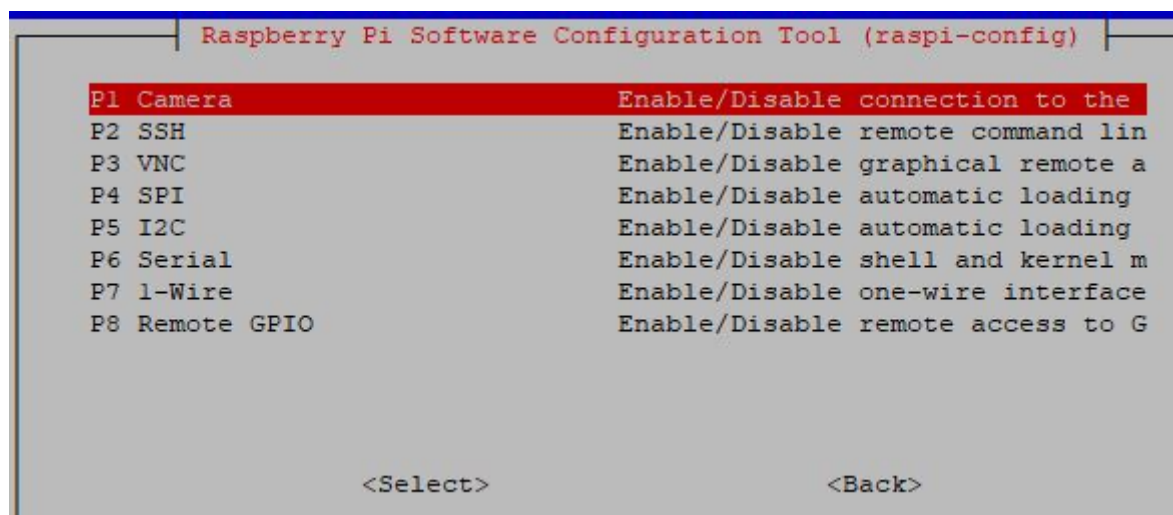 Raspberry Pi Software Configuration Tool (raspi-config)
P1 Camera Enable/Disable connection to the
P2 SSH Enable/Disable remote command lin
P3 VNC Enable/Disable graphical remote a
P4 SPI Enable/Disable automatic loading
P5 I2C Enable/Disable automatic loading
P6 Serial Enable/Disable shell and kernel m
P7 1-Wire Enable/Disable one-wire interface
P8 Remote GPIO Enable/Disable remote access to G
<Select> <Back>